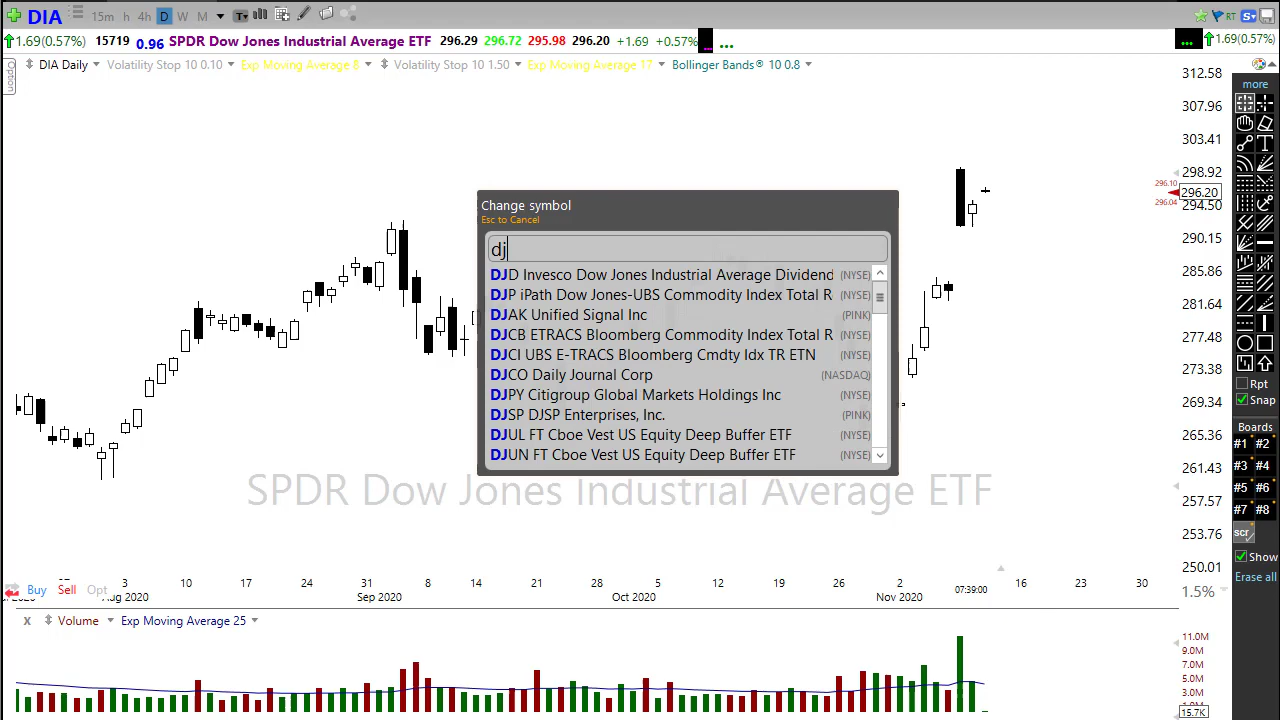 DIA 15m h 4h D W M T
RT S
1.69(0.57%) 15719 0.96 SPDR Dow Jones Industrial Average ETF 296.29 296.72 295.98 296.20 +1.69 +0.57% ... ... ... 1.69(0.57%)
Option
DIA Daily Volatility Stop 10 0.10 Exp Moving Average 8 Volatility Stop 10 1.50 Exp Moving Average 17 Bollinger Bands® 10 0.8
312.58
307.96
303.41
298.92
296.10
296.20
296.04
294.50
290.15
285.86
281.64
277.48
273.38
269.34
265.36
261.43
257.57
253.76
250.01
1.5%
more
T
Rpt
Snap
Boards
#1 #2
#3 #4
#5 #6
#7 #8
scr
Show
Erase all
Change symbol
Esc to Cancel
dj
DJD Invesco Dow Jones Industrial Average Dividend (NYSE)
DJP iPath Dow Jones-UBS Commodity Index Total R (NYSE)
DJAK Unified Signal Inc (PINK)
DJCB ETRACS Bloomberg Commodity Index Total R (NYSE)
DJCI UBS E-TRACS Bloomberg Cmdty Idx TR ETN (NYSE)
DJCO Daily Journal Corp (NASDAQ)
DJPY Citigroup Global Markets Holdings Inc (NYSE)
DJSP DJSP Enterprises, Inc. (PINK)
DJUL FT Cboe Vest US Equity Deep Buffer ETF (NYSE)
DJUN FT Cboe Vest US Equity Deep Buffer ETF (NYSE)
SPDR Dow Jones Industrial Average ETF
Buy Sell Opt
3 10 17 24 31 8 14 21 28 5 12 19 26 2 07:39:00 16 23 30
2020 Aug 2020 Sep 2020 Oct 2020 Nov 2020
X Volume Exp Moving Average 25
11.0M
9.0M
7.0M
5.0M
3.0M
15.7K